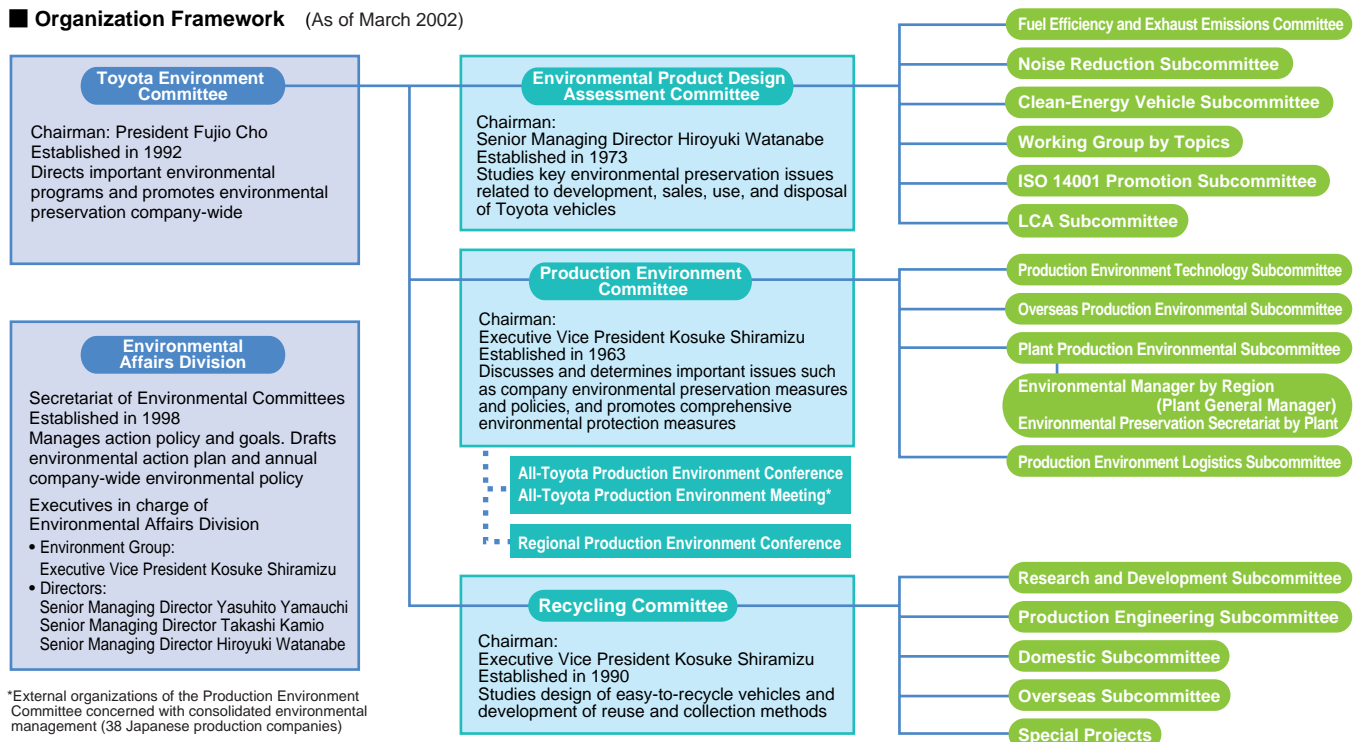 ■ Organization Framework (As of March 2002)
Toyota Environment
Committee
Chairman: President Fujio Cho
Established in 1992
Directs important environmental
programs and promotes environmental
preservation company-wide
Environmental
Affairs Division
Secretariat of Environmental Committees
Established in 1998
Manages action policy and goals. Drafts
environmental action plan and annual
company-wide environmental policy
Executives in charge of
Environmental Affairs Division
• Environment Group:
Executive Vice President Kosuke Shiramizu
• Directors:
Senior Managing Director Yasuhito Yamauchi
Senior Managing Director Takashi Kamio
Senior Managing Director Hiroyuki Watanabe
*External organizations of the Production Environment
Committee concerned with consolidated environmental
management (38 Japanese production companies)
Environmental Product Design
Assessment Committee
Chairman:
Senior Managing Director Hiroyuki Watanabe
Established in 1973
Studies key environmental preservation issues
related to development, sales, use, and disposal
of Toyota vehicles
Production Environment
Committee
Chairman:
Executive Vice President Kosuke Shiramizu
Established in 1963
Discusses and determines important issues such
as company environmental preservation measures
and policies, and promotes comprehensive
environmental protection measures
All-Toyota Production Environment Conference
All-Toyota Production Environment Meeting*
Regional Production Environment Conference
Recycling Committee
Chairman:
Executive Vice President Kosuke Shiramizu
Established in 1990
Studies design of easy-to-recycle vehicles and
development of reuse and collection methods
Fuel Efficiency and Exhaust Emissions Committee
Noise Reduction Subcommittee
Clean-Energy Vehicle Subcommittee
Working Group by Topics
ISO 14001 Promotion Subcommittee
LCA Subcommittee
Production Environment Technology Subcommittee
Overseas Production Environmental Subcommittee
Plant Production Environmental Subcommittee
Environmental Manager by Region
(Plant General Manager)
Environmental Preservation Secretariat by Plant
Production Environment Logistics Subcommittee
Research and Development Subcommittee
Production Engineering Subcommittee
Domestic Subcommittee
Overseas Subcommittee
Special Projects